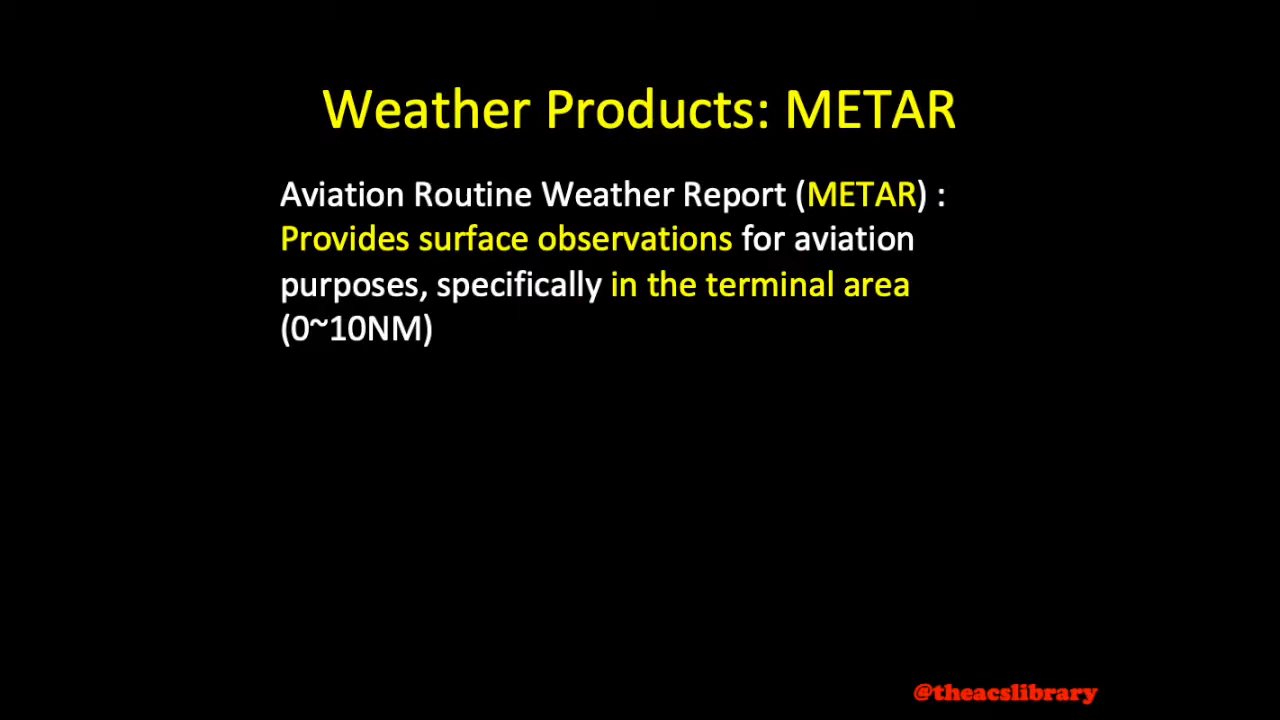 Weather Products: METAR
Aviation Routine Weather Report (METAR) :
Provides surface observations for aviation
purposes, specifically in the terminal area
(0~10NM)
@theacslibrary